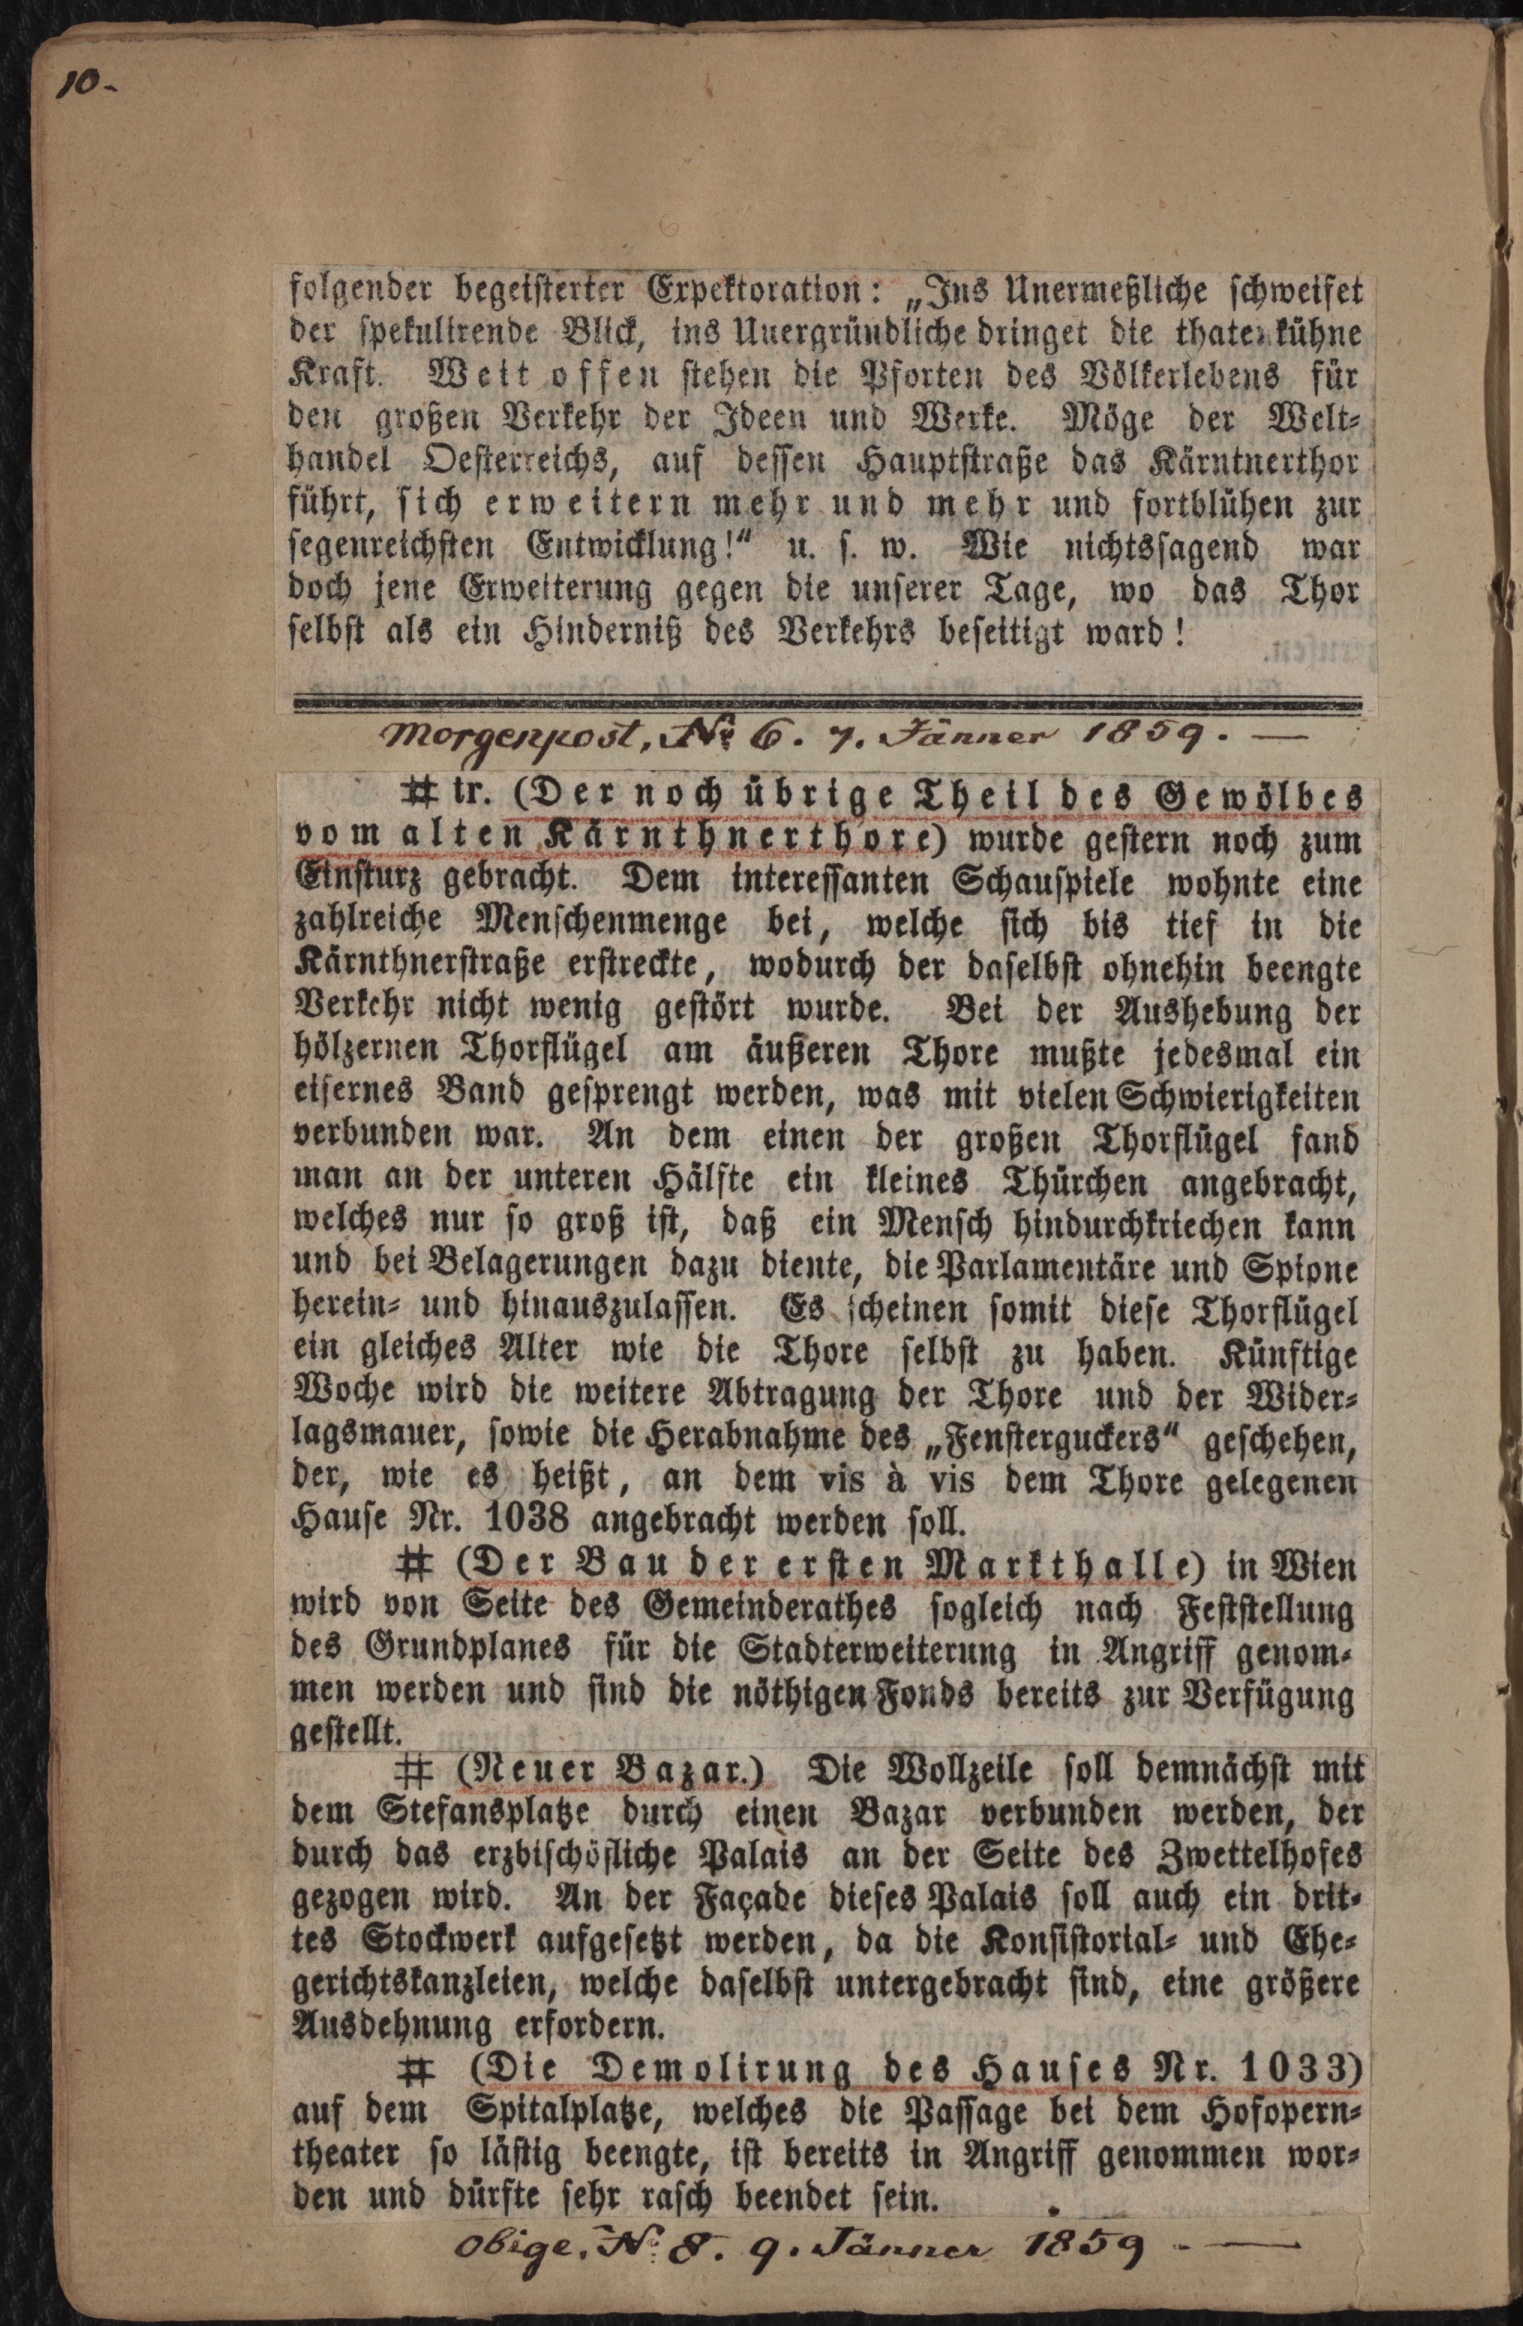 10.
folgender begeisterter Expektoration: „Ins Unermeßliche schweifet
der spekulirende Blick, ins Uuergründliche dringet die thatenkühne
Kraft. Weit offen stehen die Pforten des Völkerlebens für
den großen Verkehr der Ideen und Werke. Möge der Welt-
handel Oesterreichs, auf dessen Hauptstraße das Kärntnerthor
führt, sich erweitern mehr und mehr und fortblühen zur
segenreichsten Entwicklung!“ u. s. w. Wie nichtssagend war
doch jene Erweiterung gegen die unserer Tage, wo das Thor
selbst als ein Hinderniß des Verkehrs beseitigt ward!
Morgenpost, No 6. 7. Jänner 1859. —
# tr. (Der noch übrige Theil des Gewölbes
vom alten Kärnthnerthore) wurde gestern noch zum
Einsturz gebracht. Dem interessanten Schauspiele wohnte eine
zahlreiche Menschenmenge bei, welche sich bis tief in die
Kärnthnerstraße erstreckte, wodurch der daselbst ohnehin beengte
Verkehr nicht wenig gestört wurde. Bei der Aushebung der
hölzernen Thorflügel am äußeren Thore mußte jedesmal ein
eisernes Band gesprengt werden, was mit vielen Schwierigkeiten
verbunden war. An dem einen der großen Thorflügel fand
man an der unteren Hälfte ein kleines Thürchen angebracht,
welches nur so groß ist, daß ein Mensch hindurchkriechen kann
und bei Belagerungen dazu diente, die Parlamentäre und Spione
herein- und hinauszulassen. Es scheinen somit diese Thorflügel
ein gleiches Alter wie die Thore selbst zu haben. Künftige
Woche wird die weitere Abtragung der Thore und der Wider-
lagsmauer, sowie die Herabnahme des „Fensterguckers“ geschehen,
der, wie es heißt, an dem vis à vis dem Thore gelegenen
Hause Nr. 1038 angebracht werden soll.
# (Der Bau der ersten Markthalle) in Wien
wird von Seite des Gemeinderathes sogleich nach Feststellung
des Grundplanes für die Stadterweiterung in Angriff genom-
men werden und sind die nöthigen Fonds bereits zur Verfügung
gestellt.
# (Neuer Bazar.) Die Wollzeile soll demnächst mit
dem Stefansplatze durch einen Bazar verbunden werden, der
durch das erzbischöfliche Palais an der Seite des Zwettelhofes
gezogen wird. An der Façade dieses Palais soll auch ein drit-
tes Stockwerk aufgesetzt werden, da die Konsistorial- und Ehe-
gerichtskanzleien, welche daselbst untergebracht sind, eine größere
Ausdehnung erfordern.
# (Die Demolirung des Hauses Nr. 1033)
auf dem Spitalplatze, welches die Passage bei dem Hofopern-
theater so lästig beengte, ist bereits in Angriff genommen wor-
den und dürfte sehr rasch beendet sein.
obige. No 8. 9. Jänner 1859. —